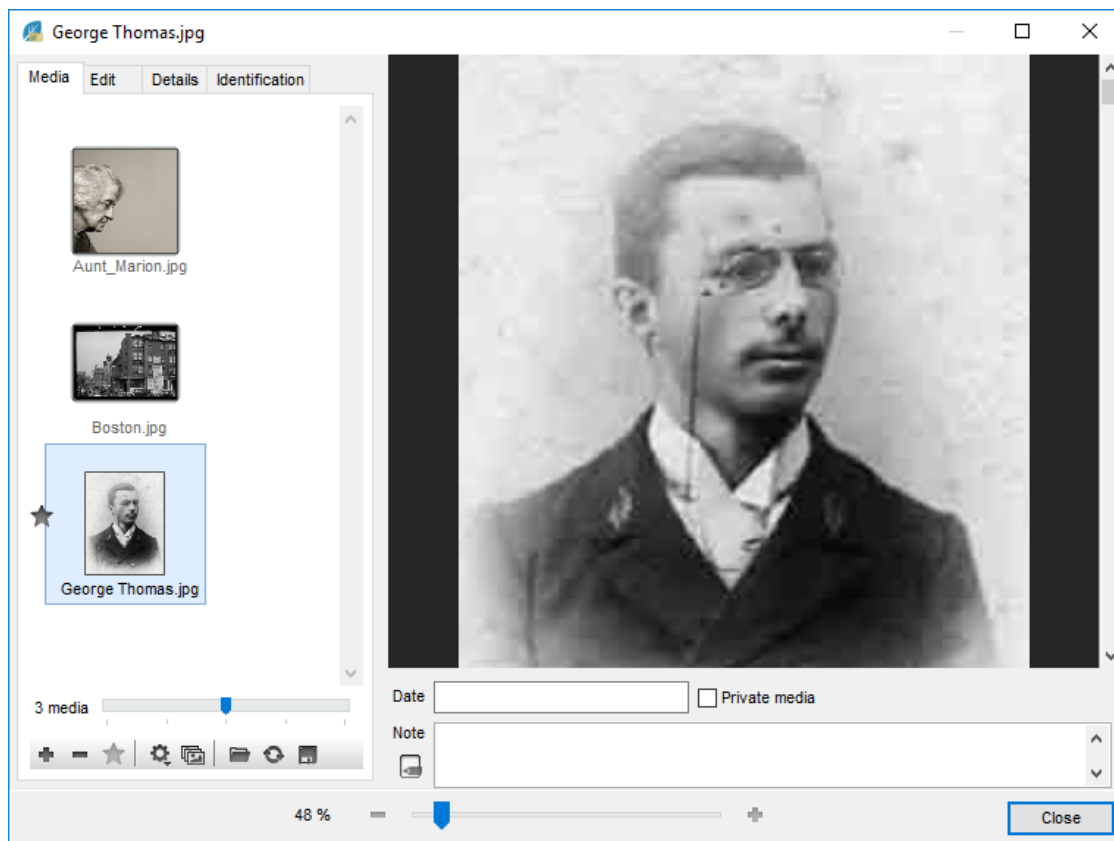 George Thomas.jpg
Media Edit Details Identification
Aunt_Marion.jpg
Boston.jpg
George Thomas.jpg
3 media
Date
Private media
Note
48 %
Close